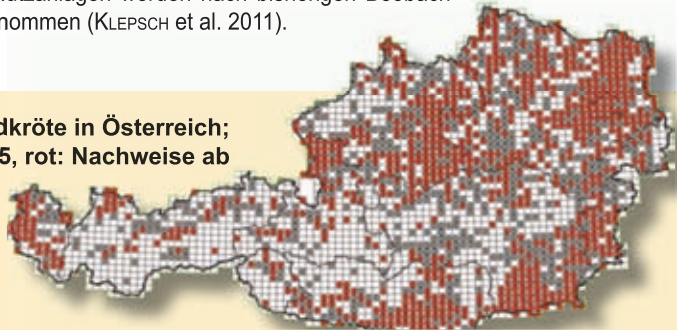 nommen (KLEPSCH et al. 2011).
dkröte in Österreich;
5, rot: Nachweise ab